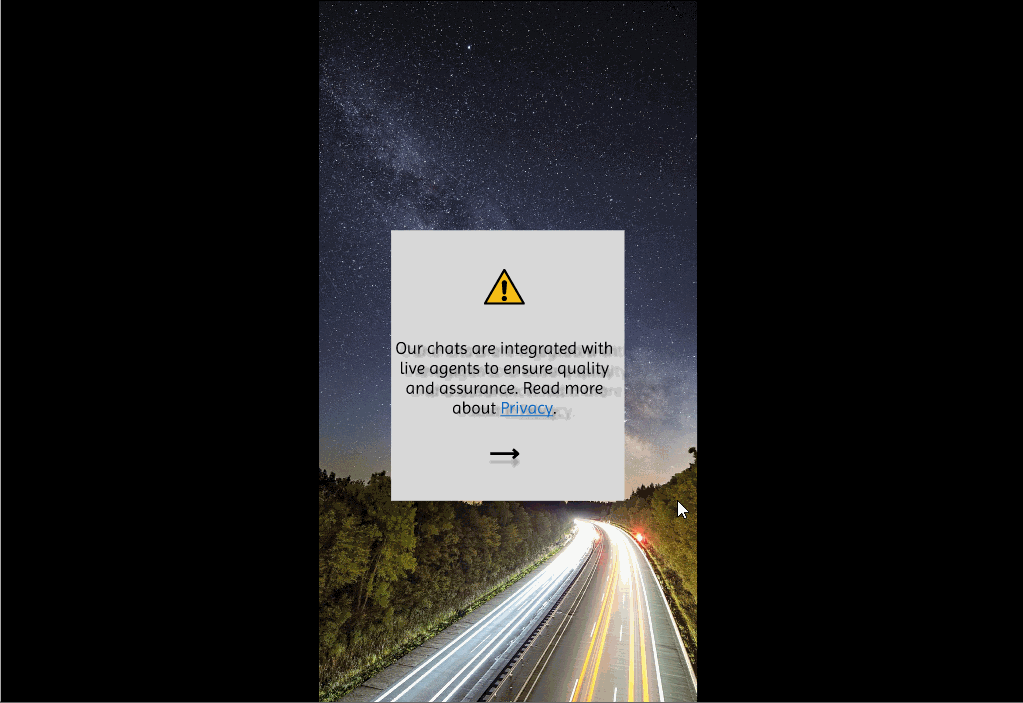 Our chats are integrated with
live agents to ensure quality
and assurance. Read more
about Privacy.